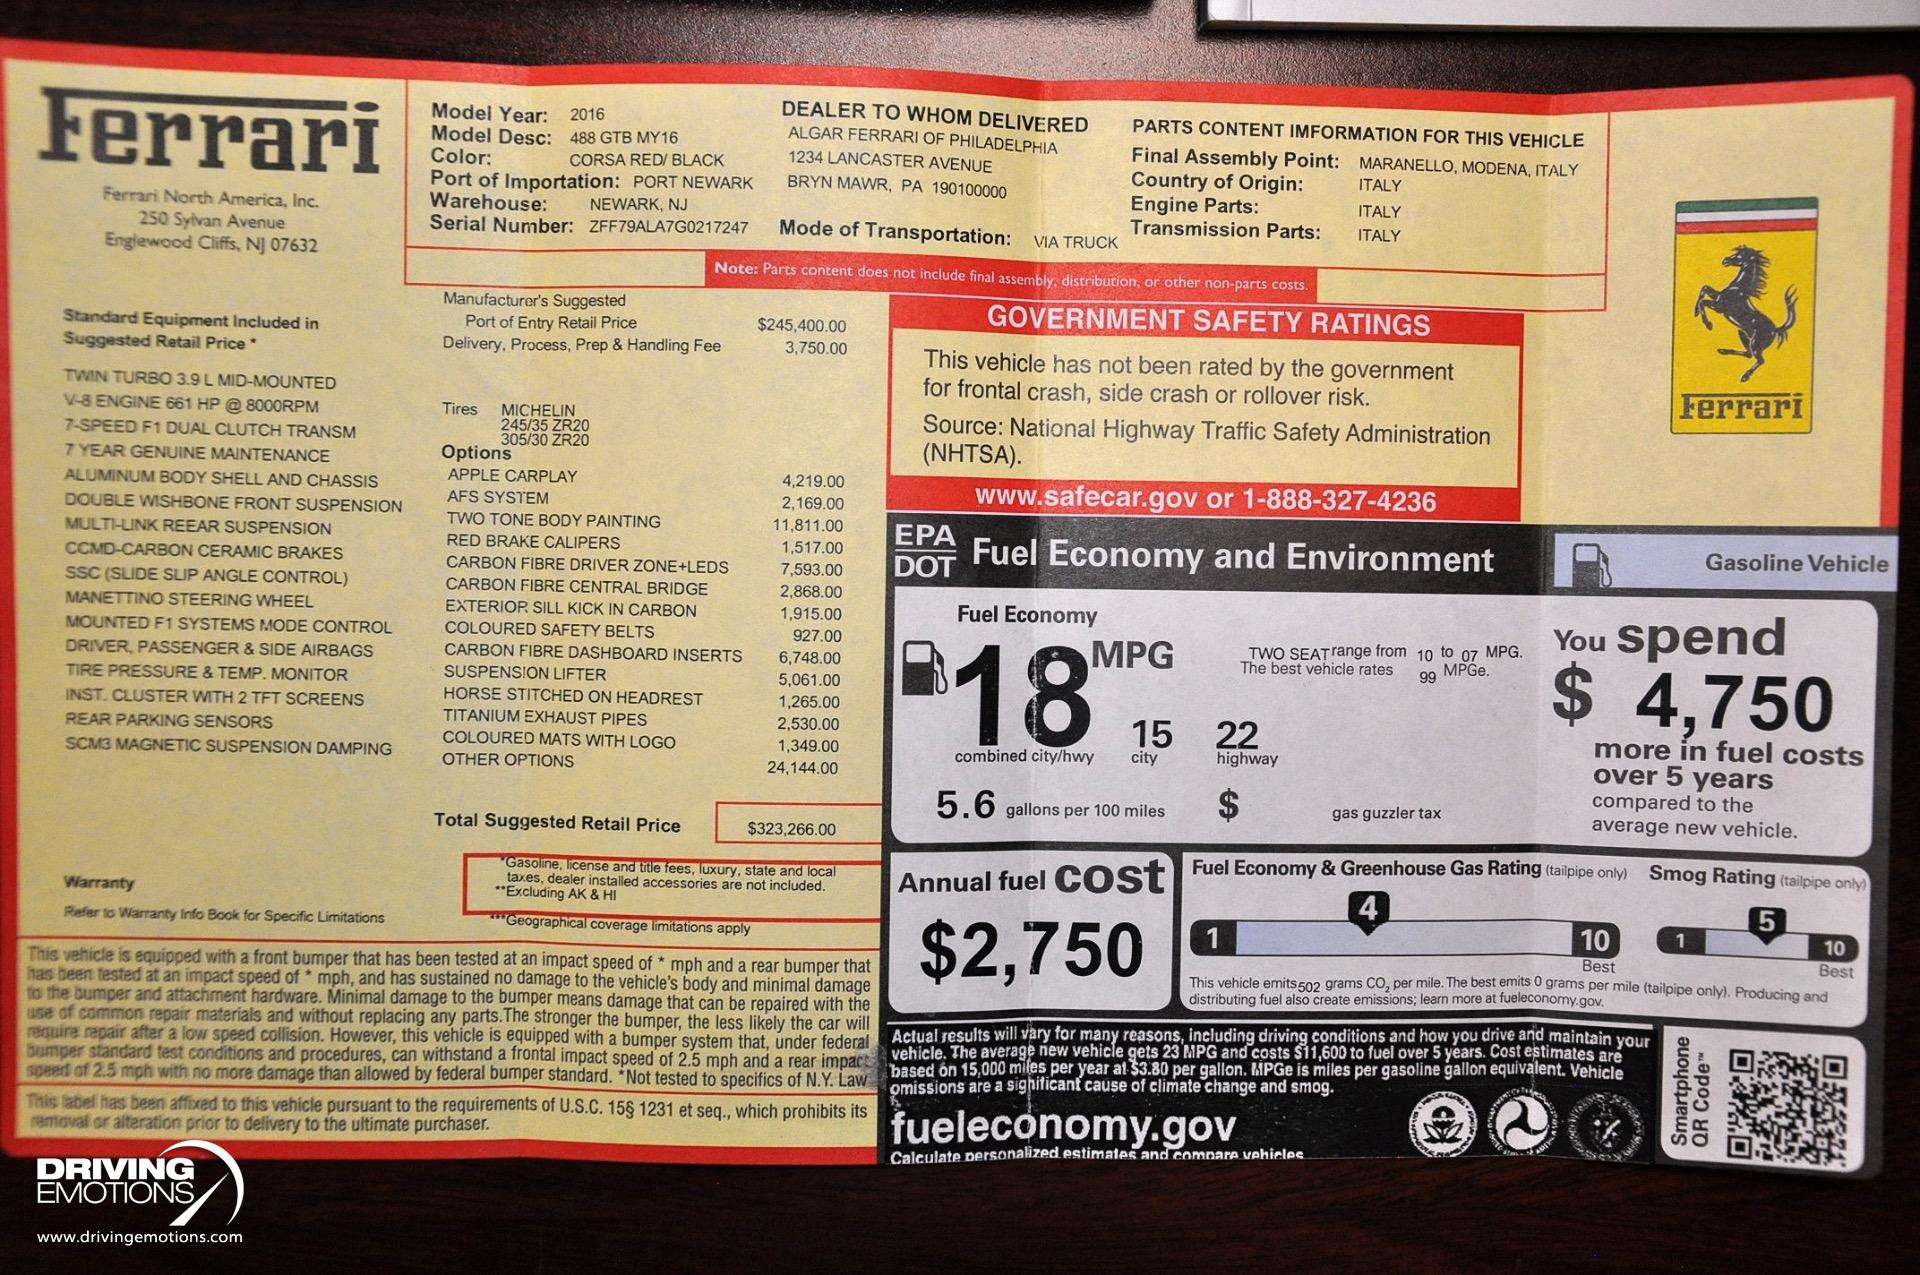 Ferrari
Ferrari North America, Inc.
250 Sylvan Avenue
Englewood Cliffs, NJ 07632
Model Year: 2016
Model Desc: 488 GTB MY16
Color: CORSA RED/ BLACK
Port of Importation: PORT NEWARK
Warehouse: NEWARK, NJ
Serial Number: ZFF79ALA7G0217247
DEALER TO WHOM DELIVERED
ALGAR FERRARI OF PHILADELPHIA
1234 LANCASTER AVENUE
BRYN MAWR, PA 190100000
Mode of Transportation: VIA TRUCK
PARTS CONTENT IMFORMATION FOR THIS VEHICLE
Final Assembly Point: MARANELLO, MODENA, ITALY
Country of Origin: ITALY
Engine Parts: ITALY
Transmission Parts: ITALY
Note: Parts content does not include final assembly, distribution, or other non-parts costs.
Ferrari
Standard Equipment Included in
Suggested Retail Price *
TWIN TURBO 3.9 L MID-MOUNTED
V-8 ENGINE 661 HP @ 8000RPM
7-SPEED F1 DUAL CLUTCH TRANSM
7 YEAR GENUINE MAINTENANCE
ALUMINUM BODY SHELL AND CHASSIS
DOUBLE WISHBONE FRONT SUSPENSION
MULTI-LINK REEAR SUSPENSION
CCMD-CARBON CERAMIC BRAKES
SSC (SLIDE SLIP ANGLE CONTROL)
MANETTINO STEERING WHEEL
MOUNTED F1 SYSTEMS MODE CONTROL
DRIVER, PASSENGER & SIDE AIRBAGS
TIRE PRESSURE & TEMP. MONITOR
INST. CLUSTER WITH 2 TFT SCREENS
REAR PARKING SENSORS
SCM3 MAGNETIC SUSPENSION DAMPING
Warranty
Refer to Warranty Info Book for Specific Limitations
Manufacturer's Suggested
Port of Entry Retail Price $245,400.00
Delivery, Process, Prep & Handling Fee 3,750.00
Tires MICHELIN
245/35 ZR20
305/30 ZR20
Options
APPLE CARPLAY 4,219.00
AFS SYSTEM 2,169.00
TWO TONE BODY PAINTING 11,811.00
RED BRAKE CALIPERS 1,517.00
CARBON FIBRE DRIVER ZONE+LEDS 7,593.00
CARBON FIBRE CENTRAL BRIDGE 2,868.00
EXTERIOR SILL KICK IN CARBON 1,915.00
COLOURED SAFETY BELTS 927.00
CARBON FIBRE DASHBOARD INSERTS 6,748.00
SUSPENSION LIFTER 5,061.00
HORSE STITCHED ON HEADREST 1,265.00
TITANIUM EXHAUST PIPES 2,530.00
COLOURED MATS WITH LOGO 1,349.00
OTHER OPTIONS 24,144.00
Total Suggested Retail Price $323,266.00
*Gasoline, license and title fees, luxury, state and local
taxes, dealer installed accessories are not included.
**Excluding AK & HI
***Geographical coverage limitations apply
This vehicle is equipped with a front bumper that has been tested at an impact speed of * mph and a rear bumper that
has been tested at an impact speed of * mph, and has sustained no damage to the vehicle's body and minimal damage
to the bumper and attachment hardware. Minimal damage to the bumper means damage that can be repaired with the
use of common repair materials and without replacing any parts.The stronger the bumper, the less likely the car will
require repair after a low speed collision. However, this vehicle is equipped with a bumper system that, under federal
bumper standard test conditions and procedures, can withstand a frontal impact speed of 2.5 mph and a rear impact
speed of 2.5 mph with no more damage than allowed by federal bumper standard. *Not tested to specifics of N.Y. Law
This label has been affixed to this vehicle pursuant to the requirements of U.S.C. 15§ 1231 et seq., which prohibits its
removal or alteration prior to delivery to the ultimate purchaser.
GOVERNMENT SAFETY RATINGS
This vehicle has not been rated by the government
for frontal crash, side crash or rollover risk.
Source: National Highway Traffic Safety Administration
(NHTSA).
www.safecar.gov or 1-888-327-4236
EPA
DOT
Fuel Economy and Environment
Gasoline Vehicle
Fuel Economy
18 MPG
combined city/hwy
15
city
22
highway
TWO SEAT range from 10 to 07 MPG.
The best vehicle rates 99 MPGe.
5.6 gallons per 100 miles
$ gas guzzler tax
You spend
$ 4,750
more in fuel costs
over 5 years
compared to the
average new vehicle.
Annual fuel cost
$2,750
Fuel Economy & Greenhouse Gas Rating (tailpipe only)
4
1
10
Best
Smog Rating (tailpipe only)
5
1
10
Best
This vehicle emits 502 grams CO2 per mile. The best emits 0 grams per mile (tailpipe only). Producing and
distributing fuel also create emissions; learn more at fueleconomy.gov.
Actual results will vary for many reasons, including driving conditions and how you drive and maintain your
vehicle. The average new vehicle gets 23 MPG and costs $11,600 to fuel over 5 years. Cost estimates are
based on 15,000 miles per year at $3.80 per gallon. MPGe is miles per gasoline gallon equivalent. Vehicle
emissions are a significant cause of climate change and smog.
fueleconomy.gov
Calculate personalized estimates and compare vehicles
Smartphone
QR Code™
DRIVING
EMOTIONS
www.drivingemotions.com